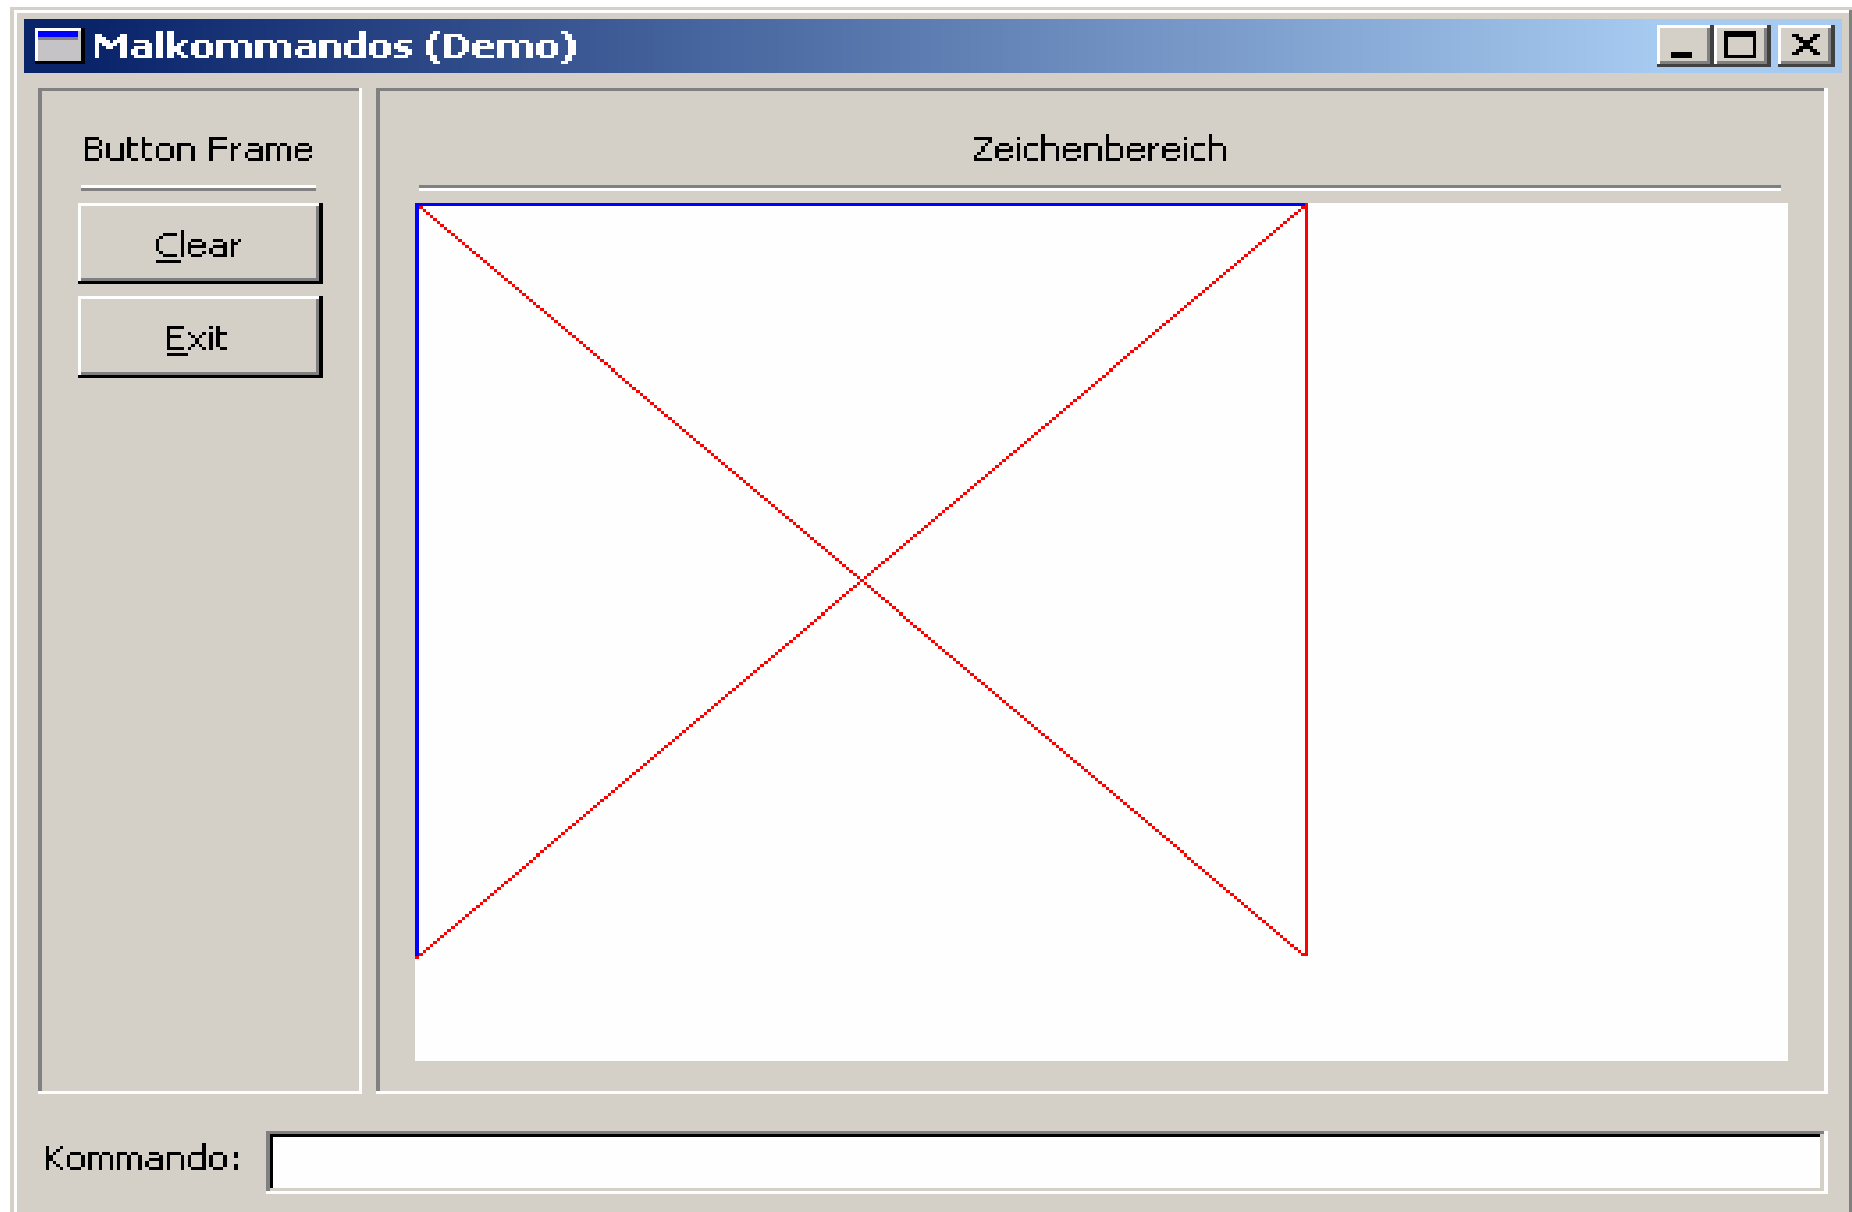 Malkommandos (Demo)
Button Frame
Clear
Exit
Zeichenbereich
Kommando: